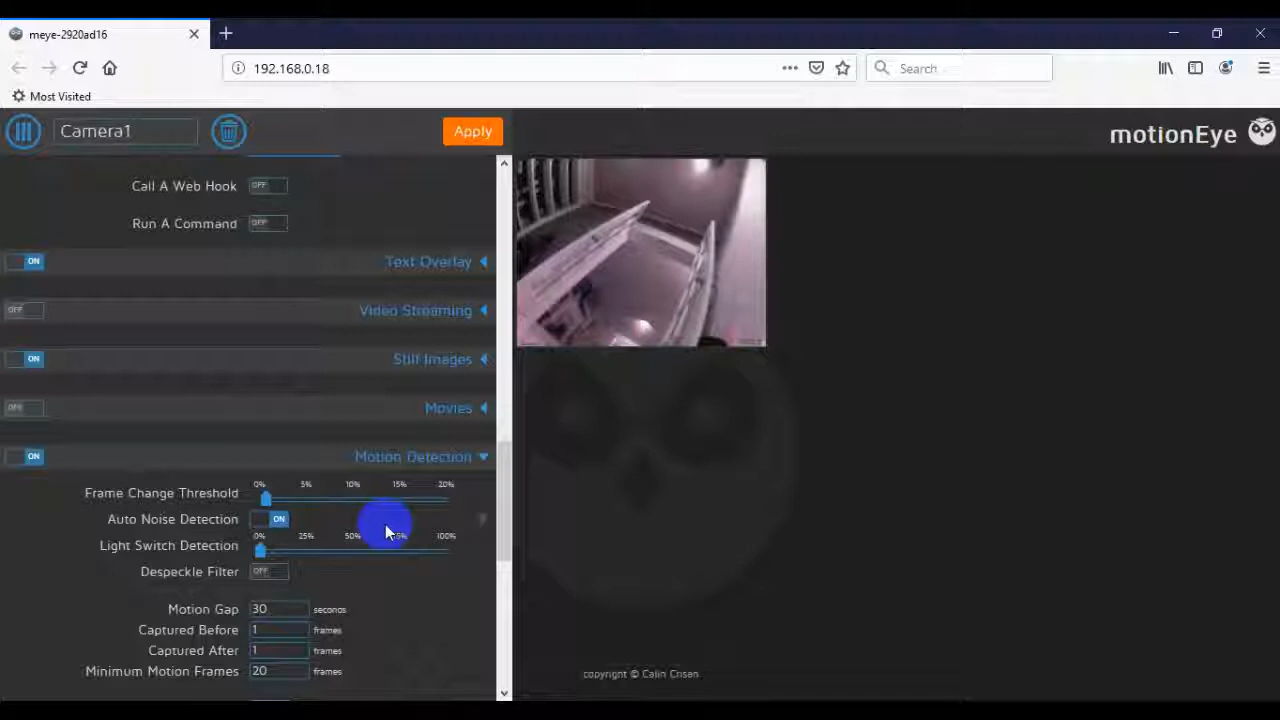 meye-2920ad16
192.168.0.18
Search
Most Visited
Camera1
Apply
motionEye
Call A Web Hook OFF
Run A Command OFF
ON Text Overlay
OFF Video Streaming
ON Still Images
OFF Movies
ON Motion Detection
0% 5% 10% 15% 20%
Frame Change Threshold
Auto Noise Detection ON
0% 25% 50% 100%
Light Switch Detection
Despeckle Filter OFF
Motion Gap 30 seconds
Captured Before 1 frames
Captured After 1 frames
Minimum Motion Frames 20 frames
copyright © Calin Crisan